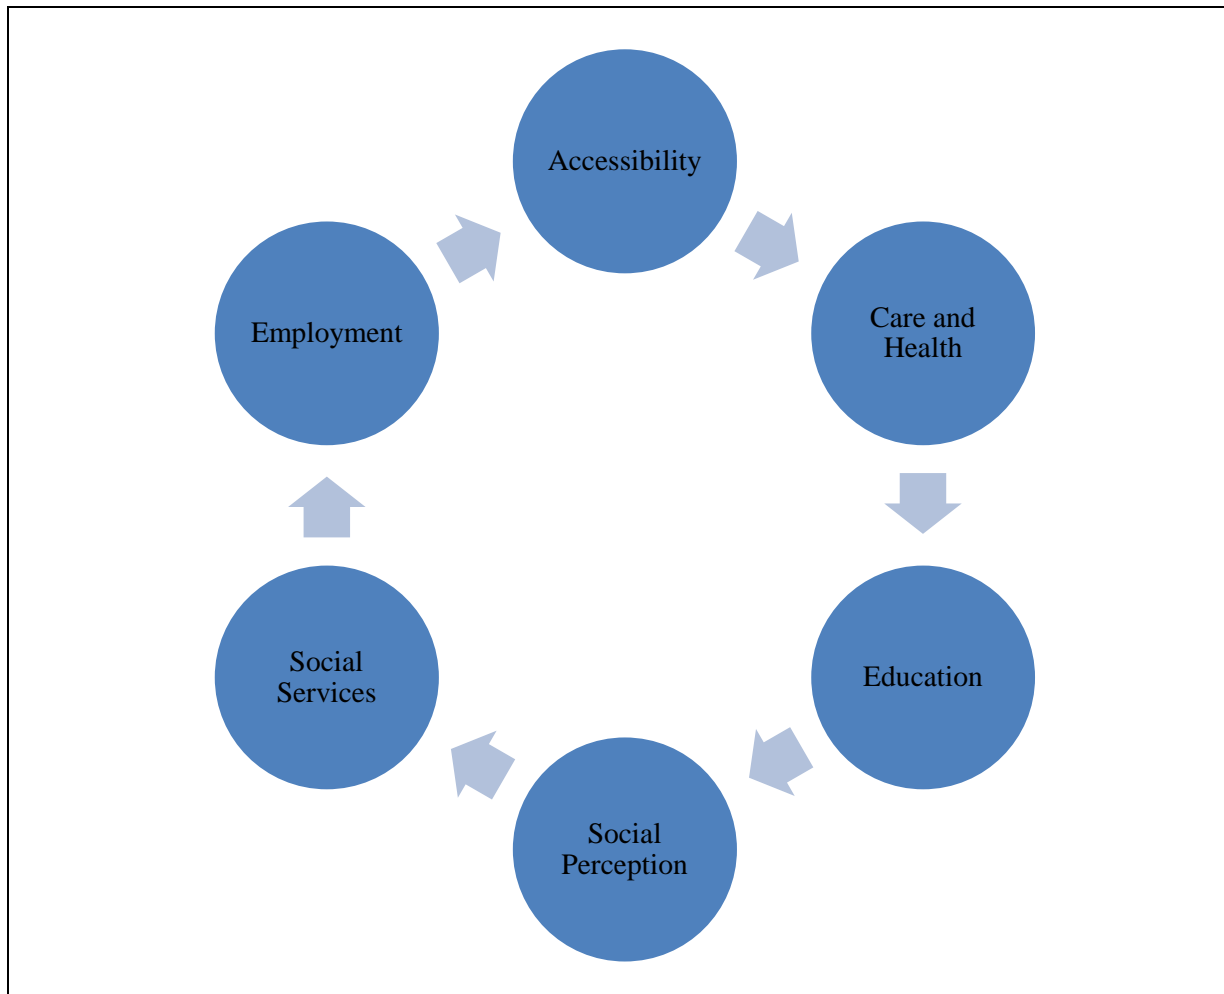 Accessibility
Care and
Health
Education
Social
Perception
Social
Services
Employment